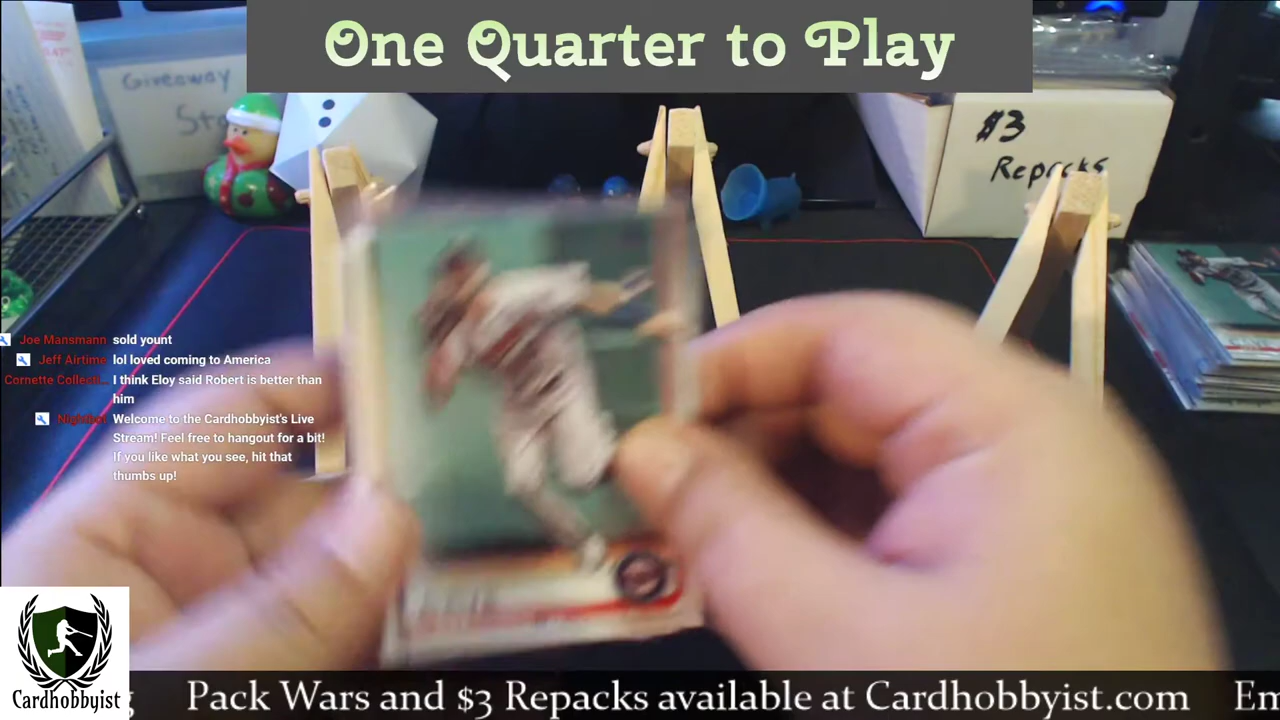 One Quarter to Play
Giveaway
$3
Repacks
Joe Mansmann sold yount
Jeff Airtime lol loved coming to America
Cornette Collecti... I think Eloy said Robert is better than
him
Welcome to the Cardhobbyist's Live
Stream! Feel free to hangout for a bit!
If you like what you see, hit that
thumbs up!
Cardhobbyist
Pack Wars and $3 Repacks available at Cardhobbyist.com